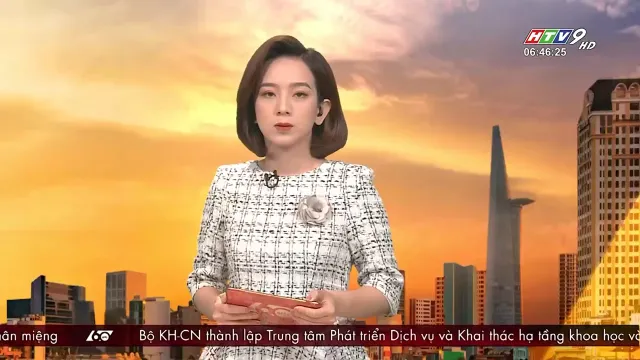 HTV9 HD
06:46:25
miệng
60 Bộ KH-CN thành lập Trung tâm Phát triển Dịch vụ và Khai thác hạ tầng khoa học